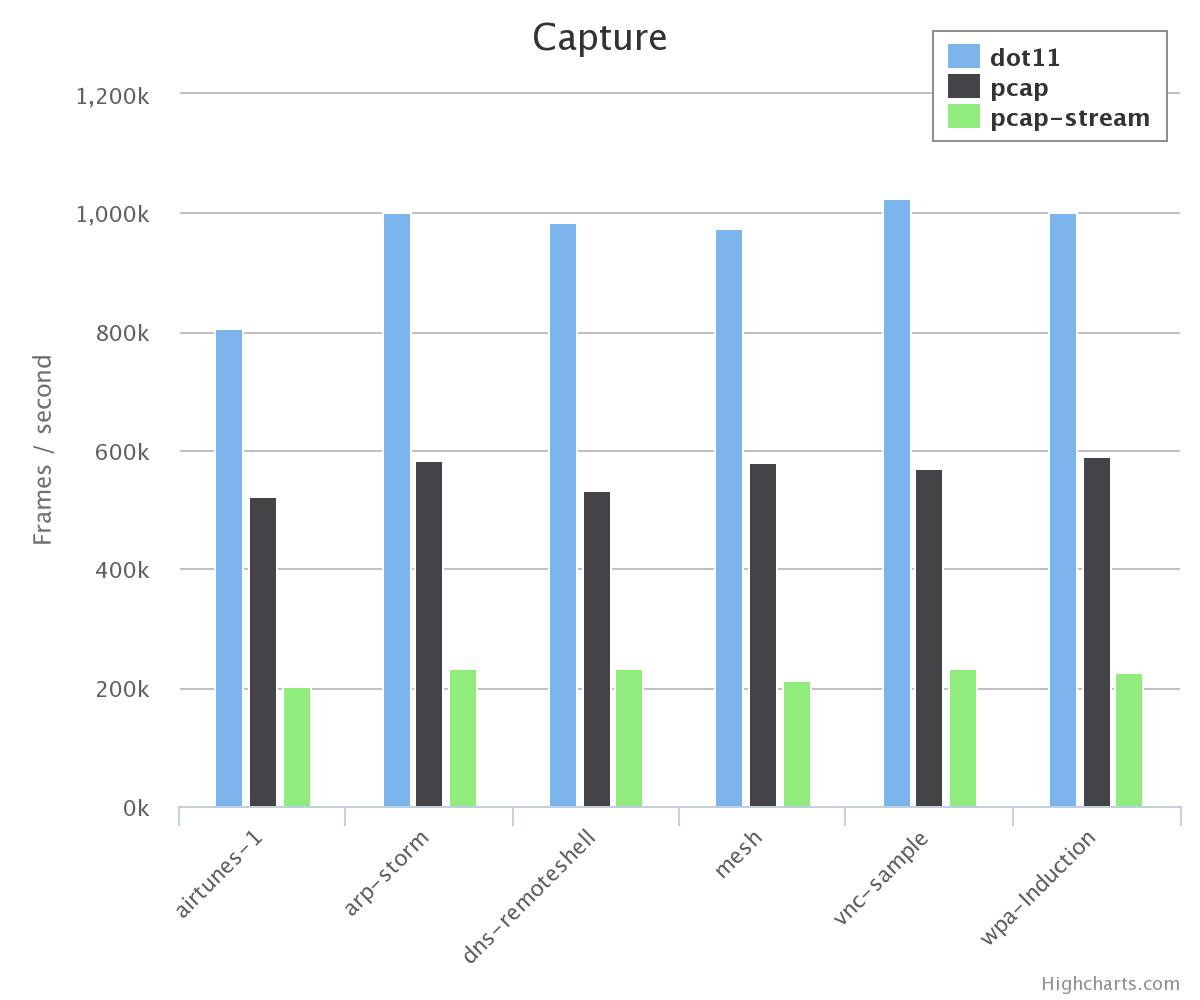 Capture
dot11
pcap
pcap-stream
1,200k
1,000k
800k
600k
400k
200k
0k
Frames / second
airtunes-1
arp-storm
dns-remoteshell
mesh
vnc-sample
wpa-Induction
Highcharts.com